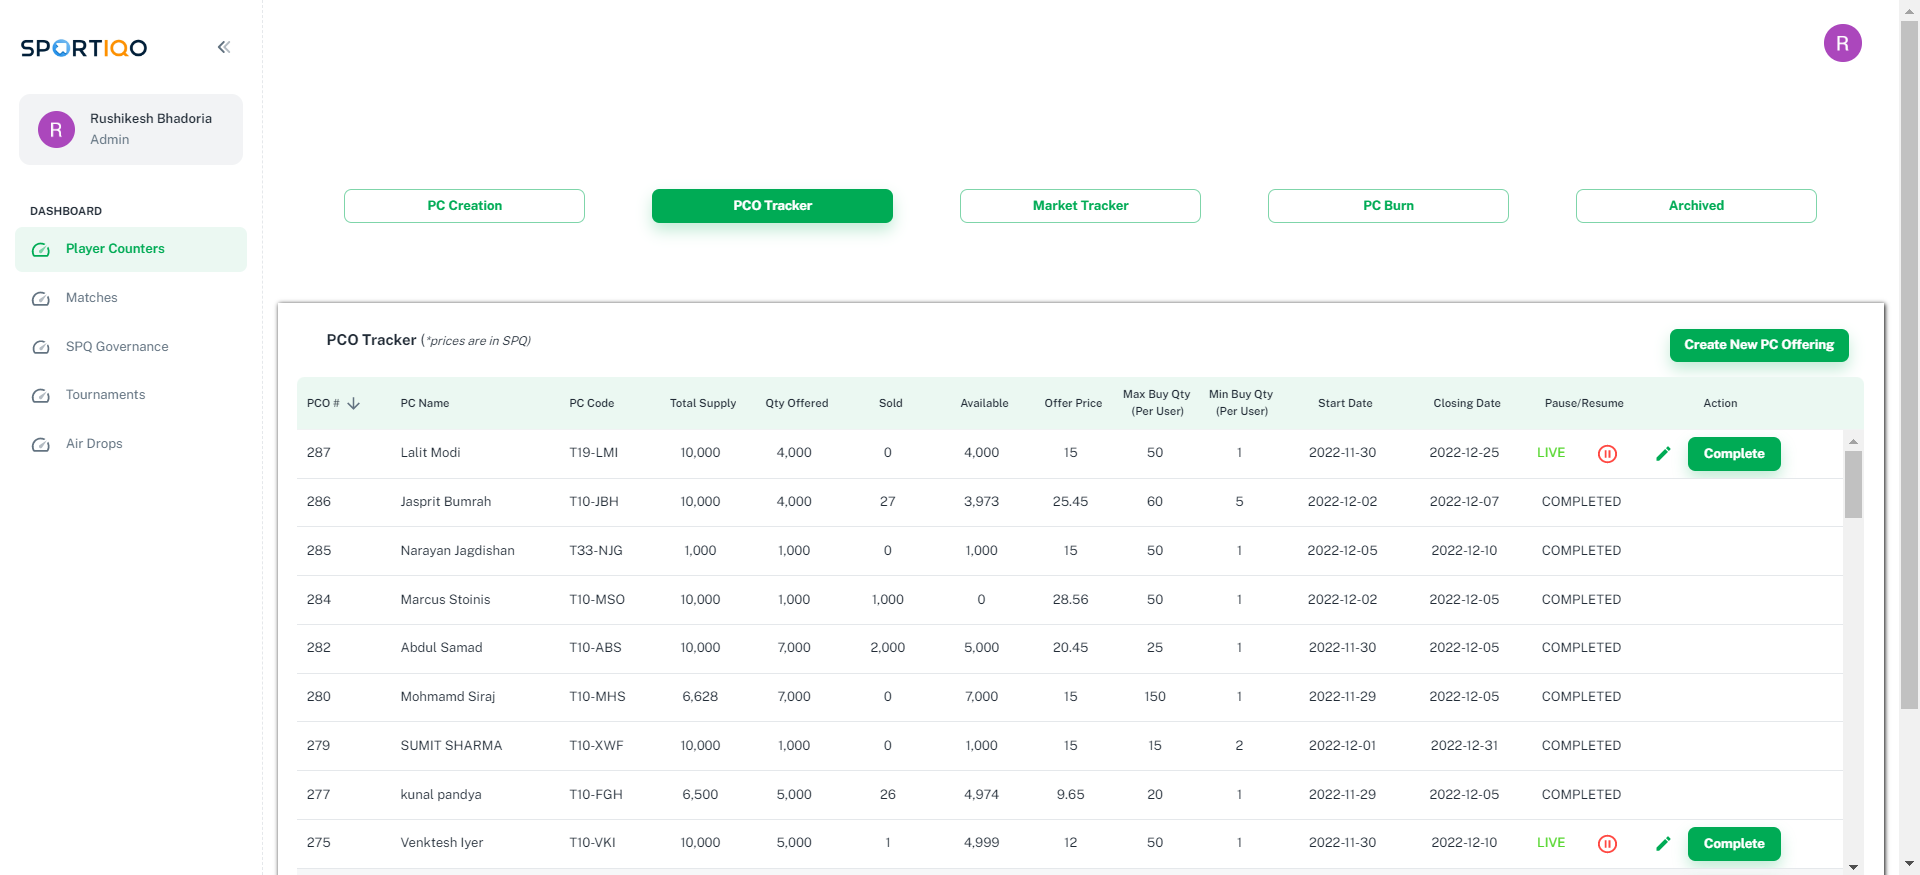 SPORTIQO
R
R
Rushikesh Bhadoria
Admin
DASHBOARD
Player Counters
Matches
SPQ Governance
Tournaments
Air Drops
PC Creation PCO Tracker Market Tracker PC Burn Archived
PCO Tracker (*prices are in SPQ)
Create New PC Offering
PCO # PC Name PC Code Total Supply Qty Offered Sold Available Offer Price Max Buy Qty (Per User) Min Buy Qty (Per User) Start Date Closing Date Pause/Resume Action
287 Lalit Modi T19-LMI 10,000 4,000 0 4,000 15 50 1 2022-11-30 2022-12-25 LIVE Complete
286 Jasprit Bumrah T10-JBH 10,000 4,000 27 3,973 25.45 60 5 2022-12-02 2022-12-07 COMPLETED
285 Narayan Jagdishan T33-NJG 1,000 1,000 0 1,000 15 50 1 2022-12-05 2022-12-10 COMPLETED
284 Marcus Stoinis T10-MSO 10,000 1,000 1,000 0 28.56 50 1 2022-12-02 2022-12-05 COMPLETED
282 Abdul Samad T10-ABS 10,000 7,000 2,000 5,000 20.45 25 1 2022-11-30 2022-12-05 COMPLETED
280 Mohmamd Siraj T10-MHS 6,628 7,000 0 7,000 15 150 1 2022-11-29 2022-12-05 COMPLETED
279 SUMIT SHARMA T10-XWF 10,000 1,000 0 1,000 15 15 2 2022-12-01 2022-12-31 COMPLETED
277 kunal pandya T10-FGH 6,500 5,000 26 4,974 9.65 20 1 2022-11-29 2022-12-05 COMPLETED
275 Venktesh Iyer T10-VKI 10,000 5,000 1 4,999 12 50 1 2022-11-30 2022-12-10 LIVE Complete